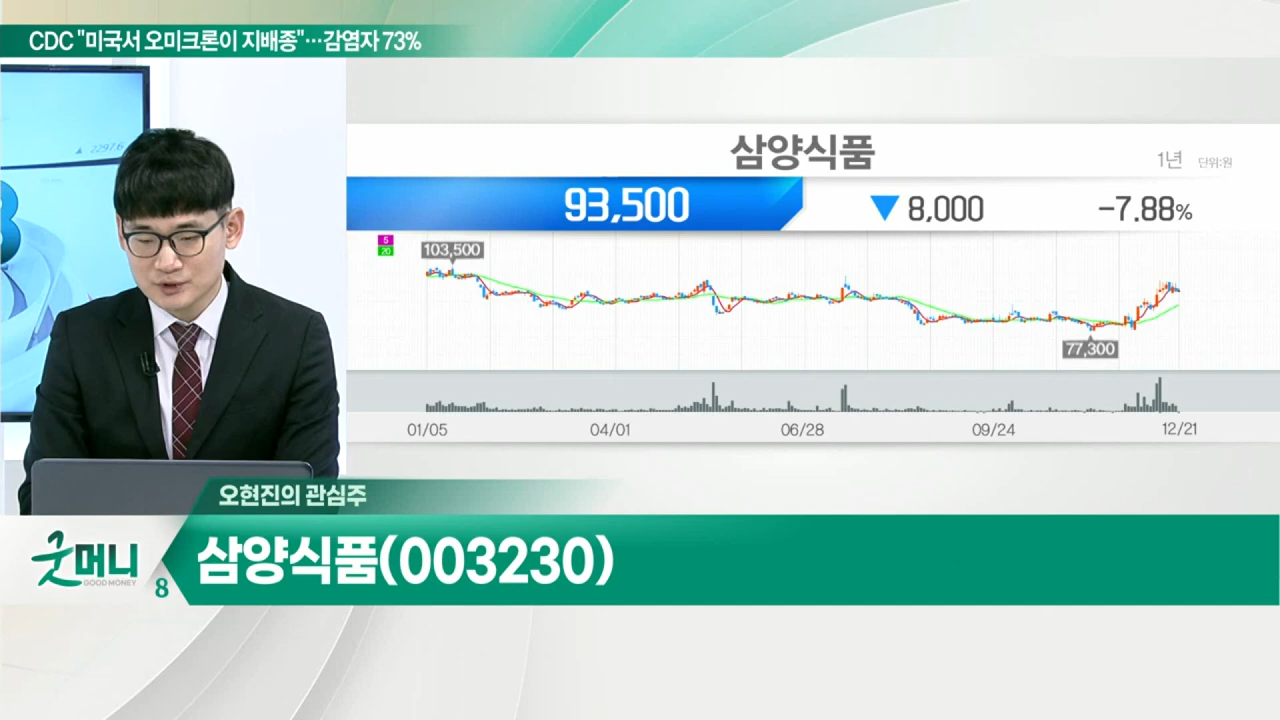 CDC "미국서 오미크론이 지배종"…감염자 73%
▲ 2297.6
삼양식품
1년 단위:원
93,500 ▼ 8,000 -7.88%
5
20
103,500
77,300
01/05 04/01 06/28 09/24 12/21
오현진의 관심주
굿머니
GOOD MONEY
8
삼양식품(003230)